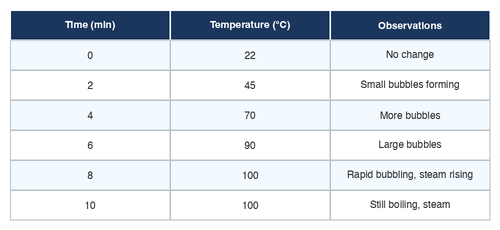 Time (min) Temperature (°C) Observations
0 22 No change
2 45 Small bubbles forming
4 70 More bubbles
6 90 Large bubbles
8 100 Rapid bubbling, steam rising
10 100 Still boiling, steam